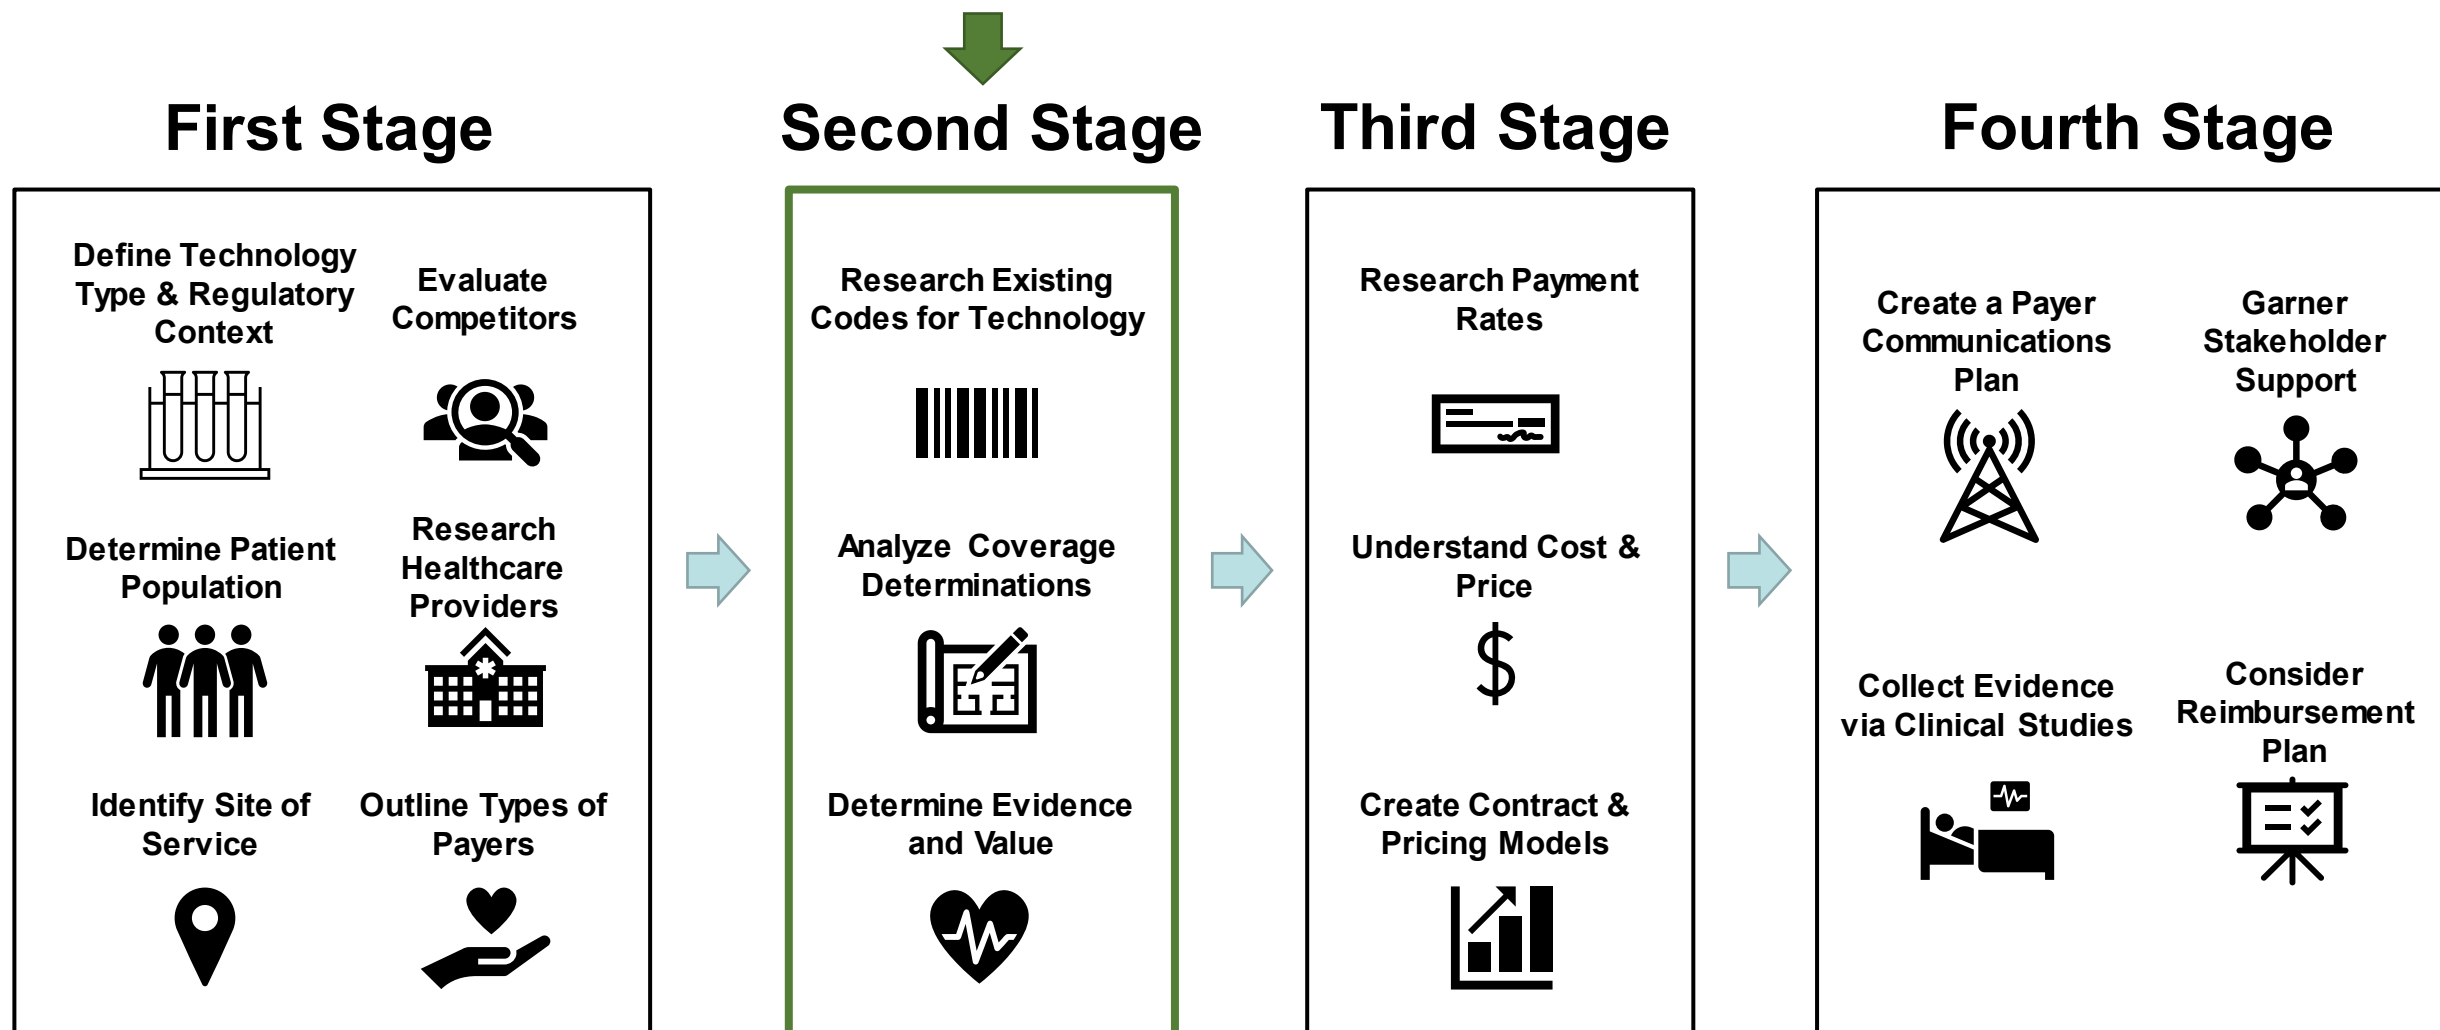 First Stage
Second Stage
Third Stage
Fourth Stage
Define Technology
Type & Regulatory
Context
Evaluate
Competitors
Determine Patient
Population
Research
Healthcare
Providers
Identify Site of
Service
Outline Types of
Payers
Research Existing
Codes for Technology
Analyze Coverage
Determinations
Determine Evidence
and Value
Research Payment
Rates
Understand Cost &
Price
$
Create Contract &
Pricing Models
Create a Payer
Communications
Plan
Garner
Stakeholder
Support
Collect Evidence
via Clinical Studies
Consider
Reimbursement
Plan